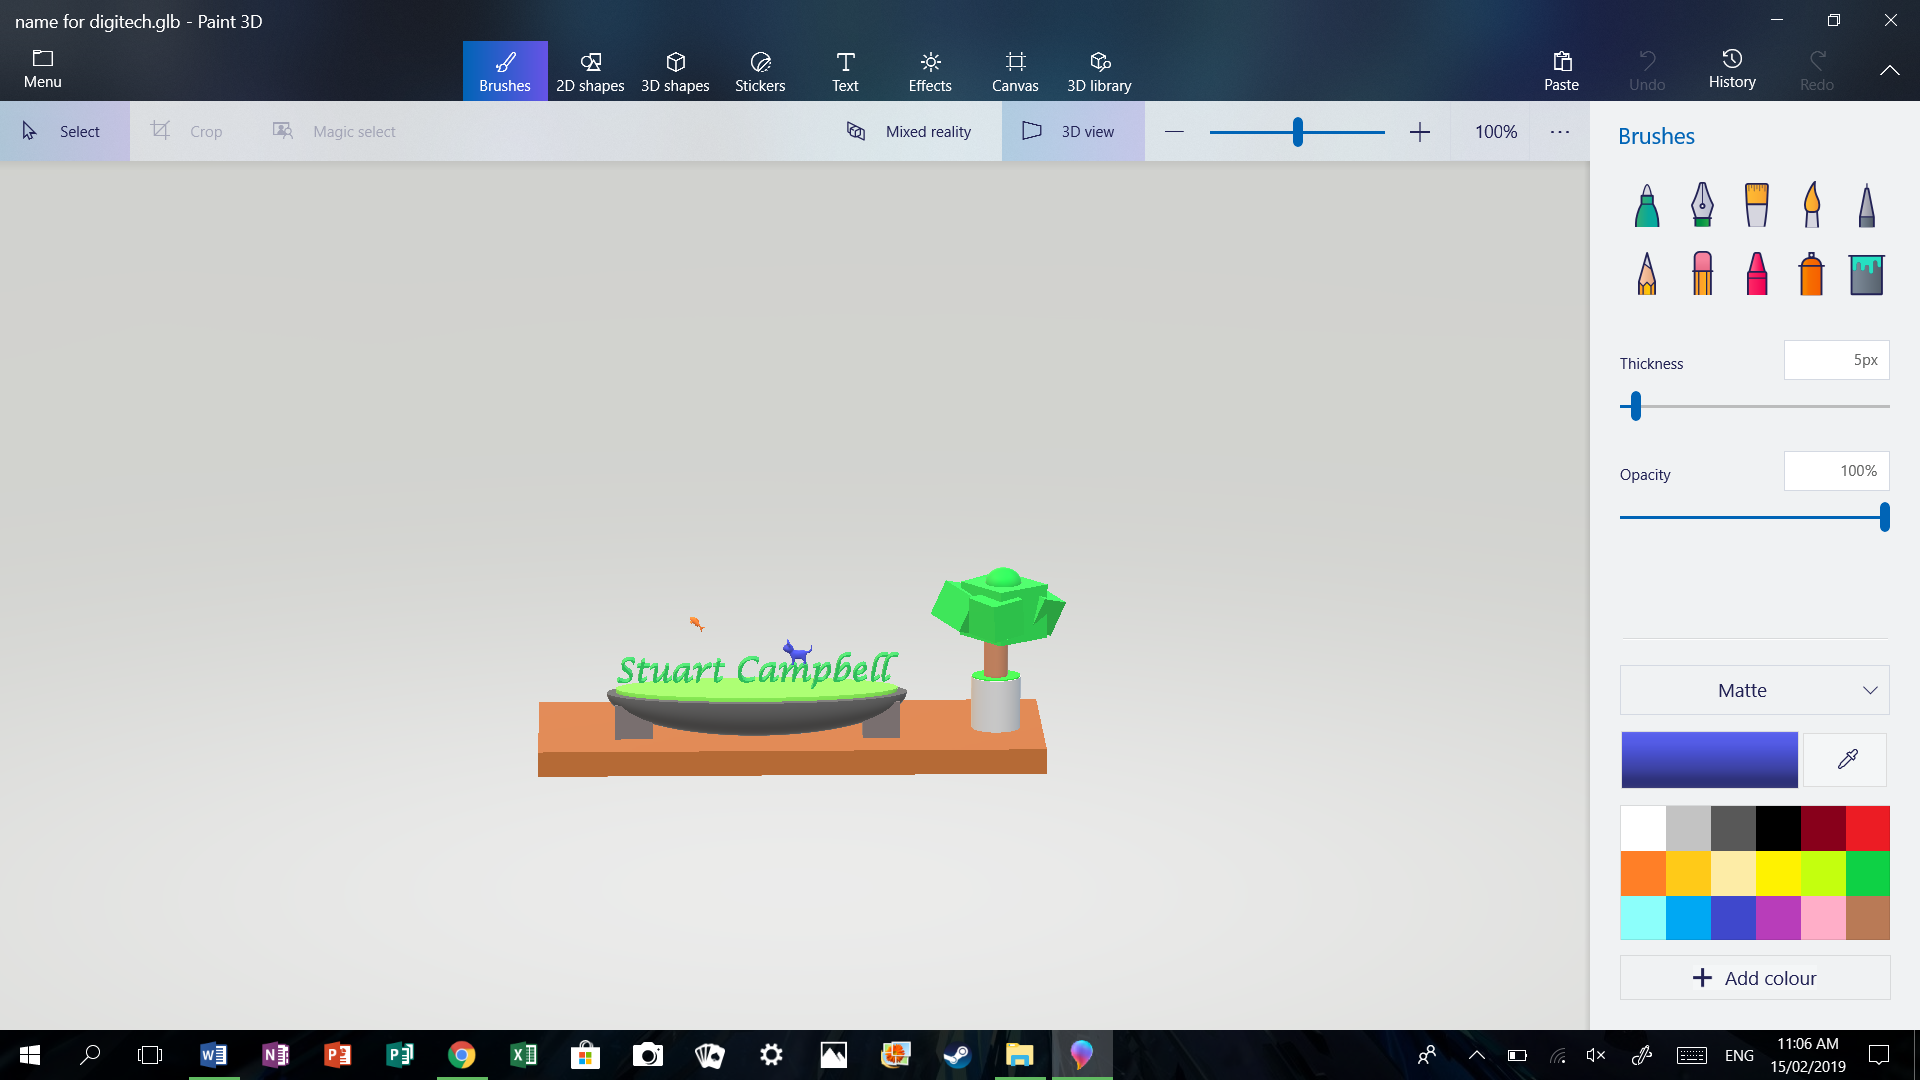 name for digitech.glb - Paint 3D
Menu
Brushes
2D shapes
3D shapes
Stickers
Text
Effects
Canvas
3D library
Paste
Undo
History
Redo
Select
Crop
Magic select
Mixed reality
3D view
100%
Brushes
Thickness
5px
Opacity
100%
Stuart Campbell
Matte
Add colour
ENG
11:06 AM
15/02/2019